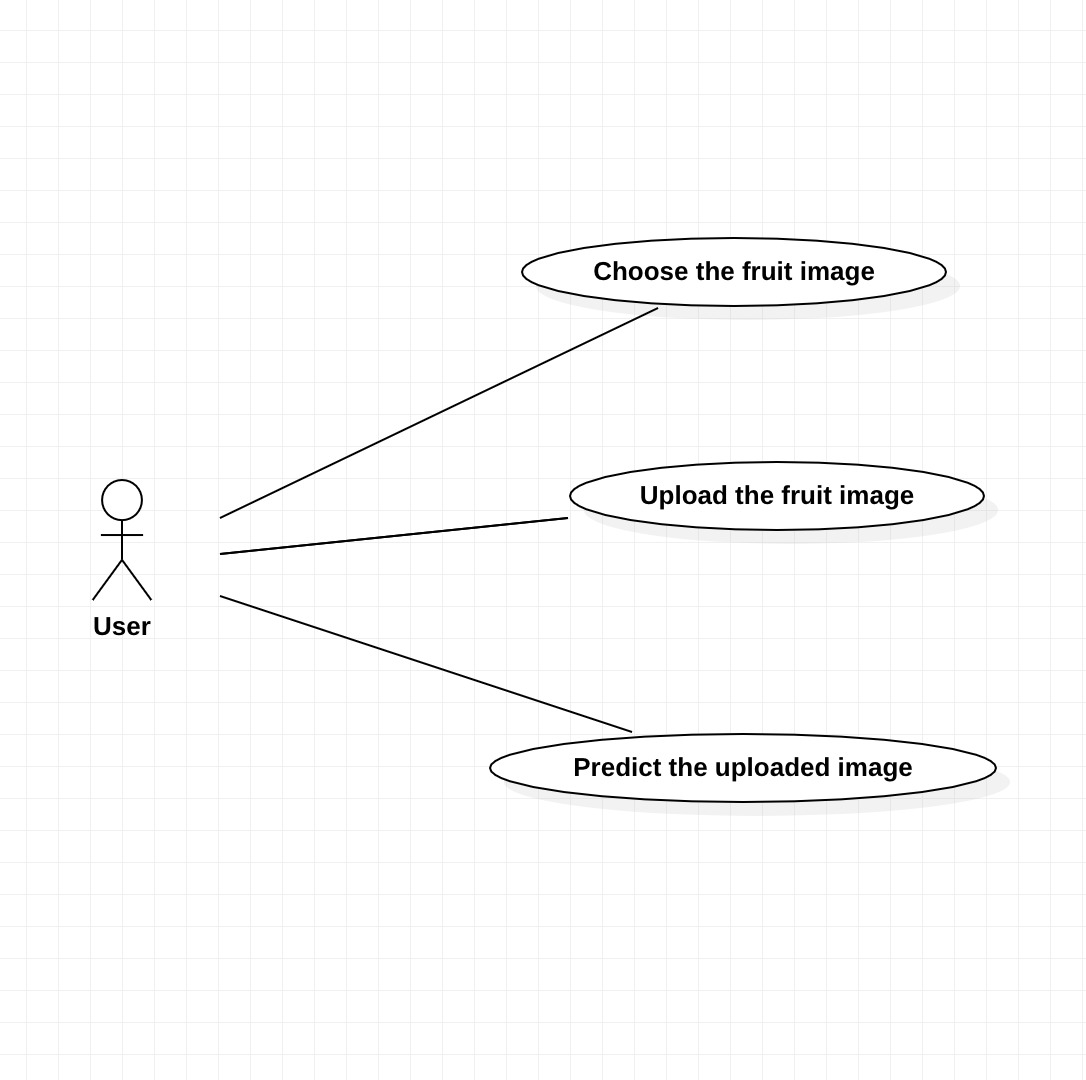 Choose the fruit image
Upload the fruit image
User
Predict the uploaded image